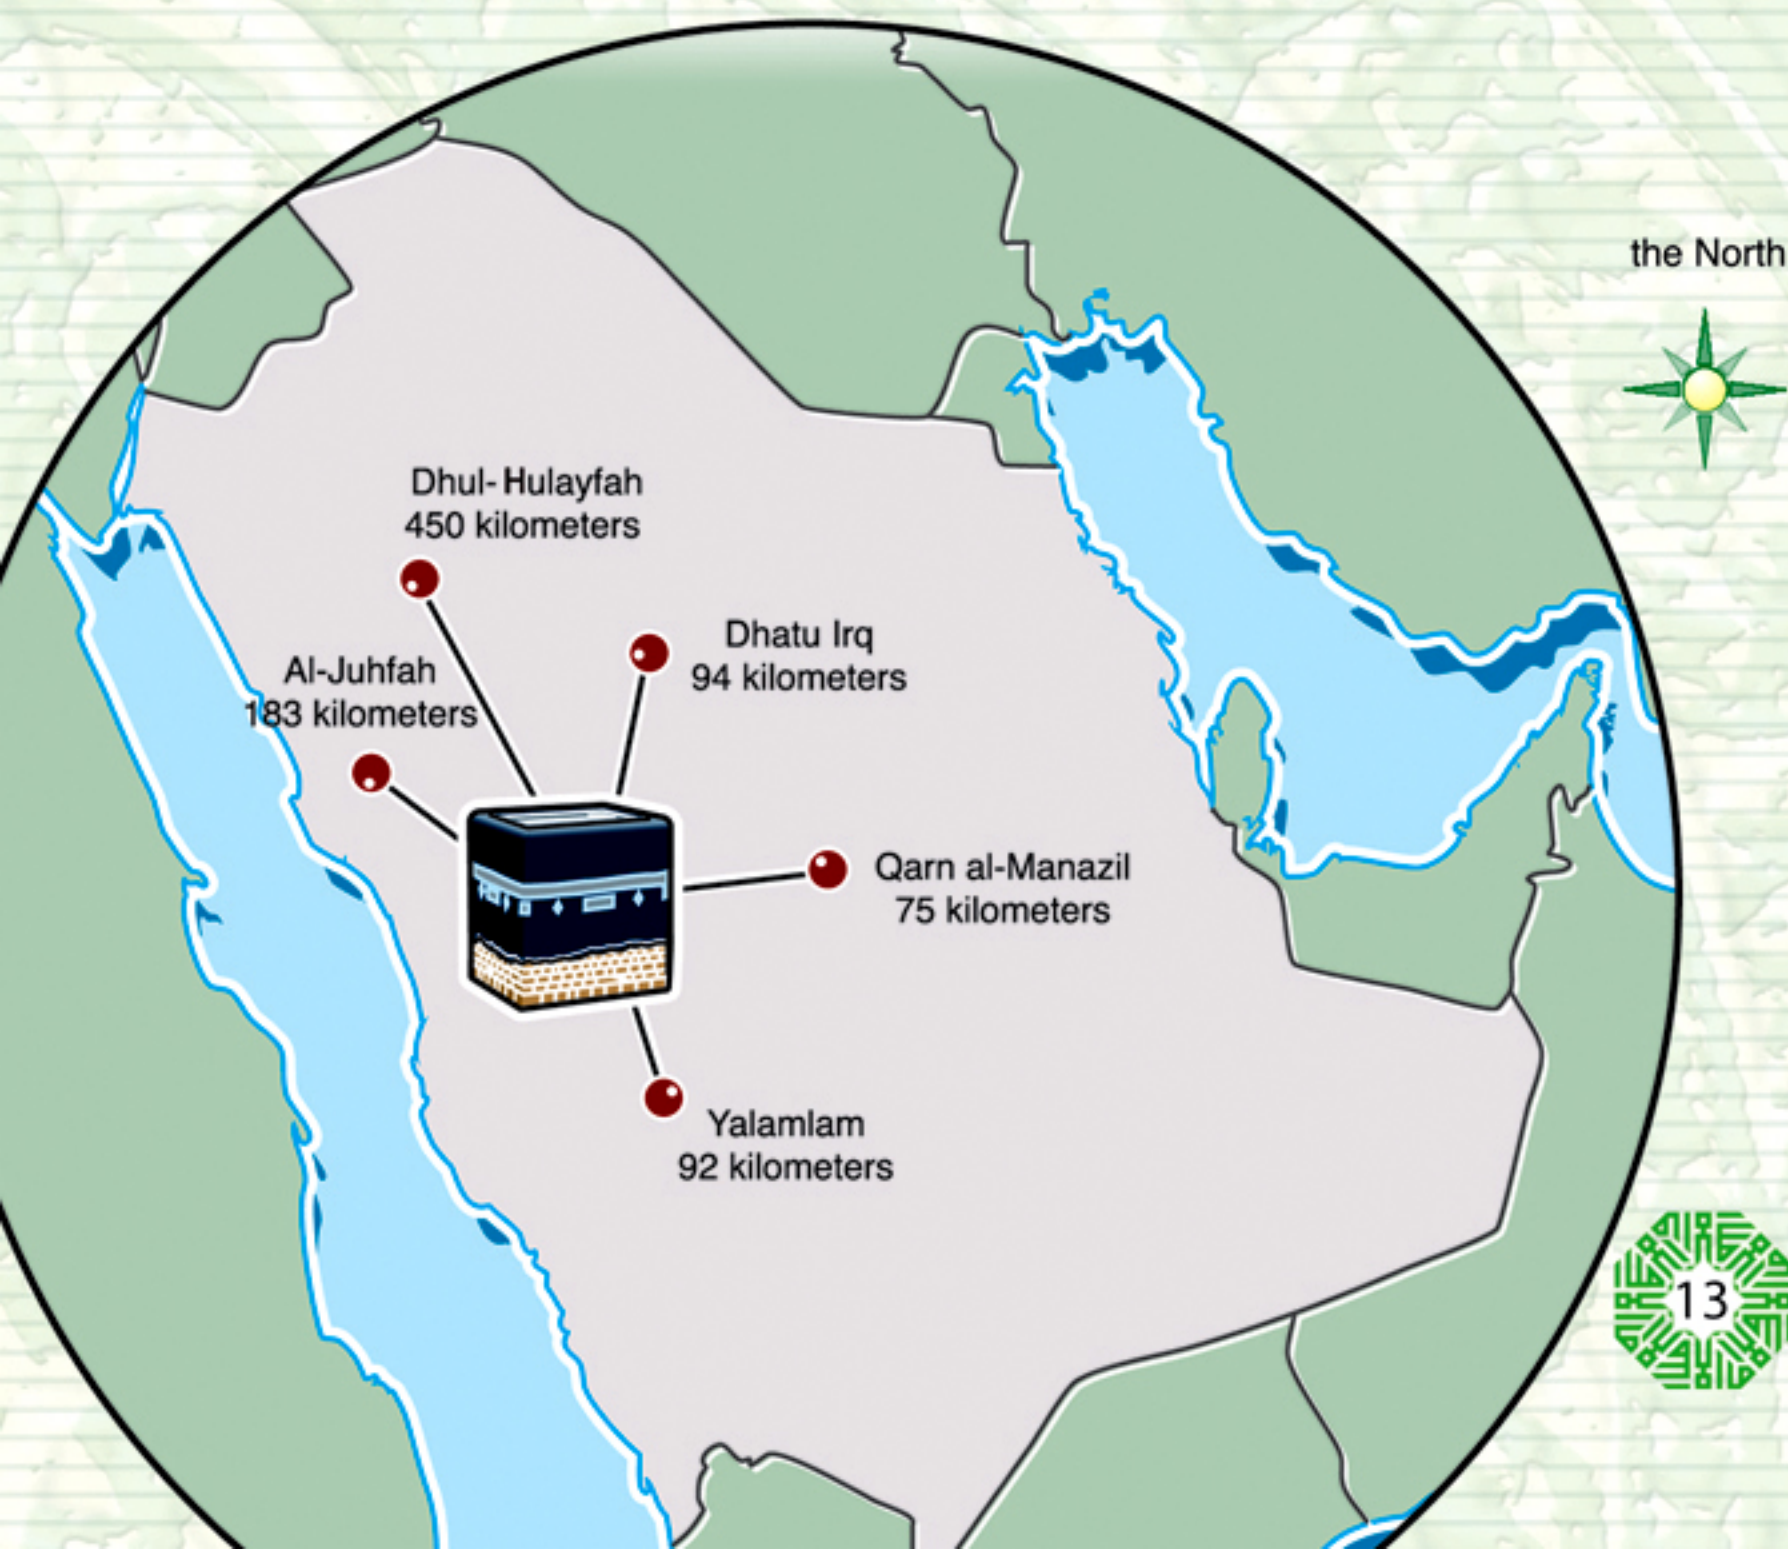 the North
Dhul-Hulayfah
450 kilometers
Dhatu Irq
94 kilometers
Al-Juhfah
183 kilometers
Qarn al-Manazil
75 kilometers
Yalamlam
92 kilometers
13